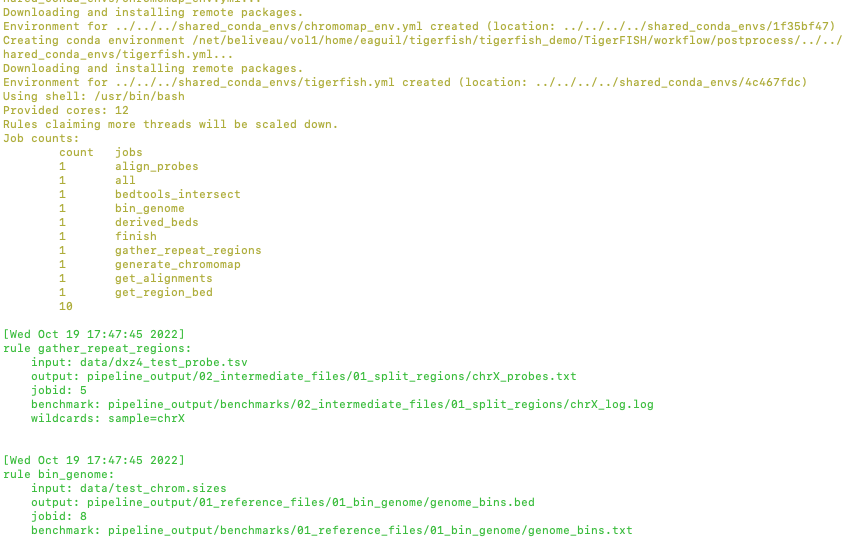 Downloading and installing remote packages.
Environment for ../../../shared_conda_envs/chromomap_env.yml created (location: ../../../../shared_conda_envs/1f35bf47)
Creating conda environment /net/beliveau/vol1/home/eaguil/tigerfish/tigerfish_demo/TigerFISH/workflow/postprocess/../../
hared_conda_envs/tigerfish.yml...
Downloading and installing remote packages.
Environment for ../../../shared_conda_envs/tigerfish.yml created (location: ../../../../shared_conda_envs/4c467fdc)
Using shell: /usr/bin/bash
Provided cores: 12
Rules claiming more threads will be scaled down.
Job counts:
count jobs
1 align_probes
1 all
1 bedtools_intersect
1 bin_genome
1 derived_beds
1 finish
1 gather_repeat_regions
1 generate_chromomap
1 get_alignments
1 get_region_bed
10
[Wed Oct 19 17:47:45 2022]
rule gather_repeat_regions:
input: data/dxz4_test_probe.tsv
output: pipeline_output/02_intermediate_files/01_split_regions/chrX_probes.txt
jobid: 5
benchmark: pipeline_output/benchmarks/02_intermediate_files/01_split_regions/chrX_log.log
wildcards: sample=chrX
[Wed Oct 19 17:47:45 2022]
rule bin_genome:
input: data/test_chrom.sizes
output: pipeline_output/01_reference_files/01_bin_genome/genome_bins.bed
jobid: 8
benchmark: pipeline_output/benchmarks/01_reference_files/01_bin_genome/genome_bins.txt